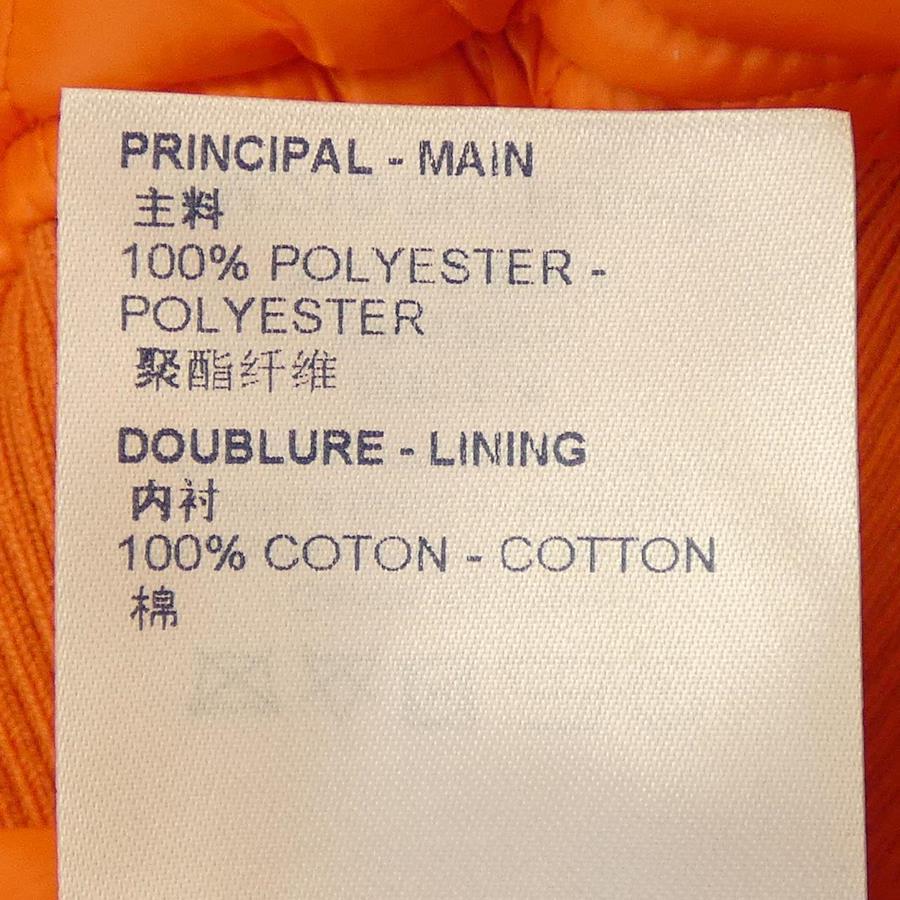 PRINCIPAL - MAIN
主料
100% POLYESTER -
POLYESTER
聚酯纤维
DOUBLURE - LINING
内衬
100% COTON - COTTON
棉